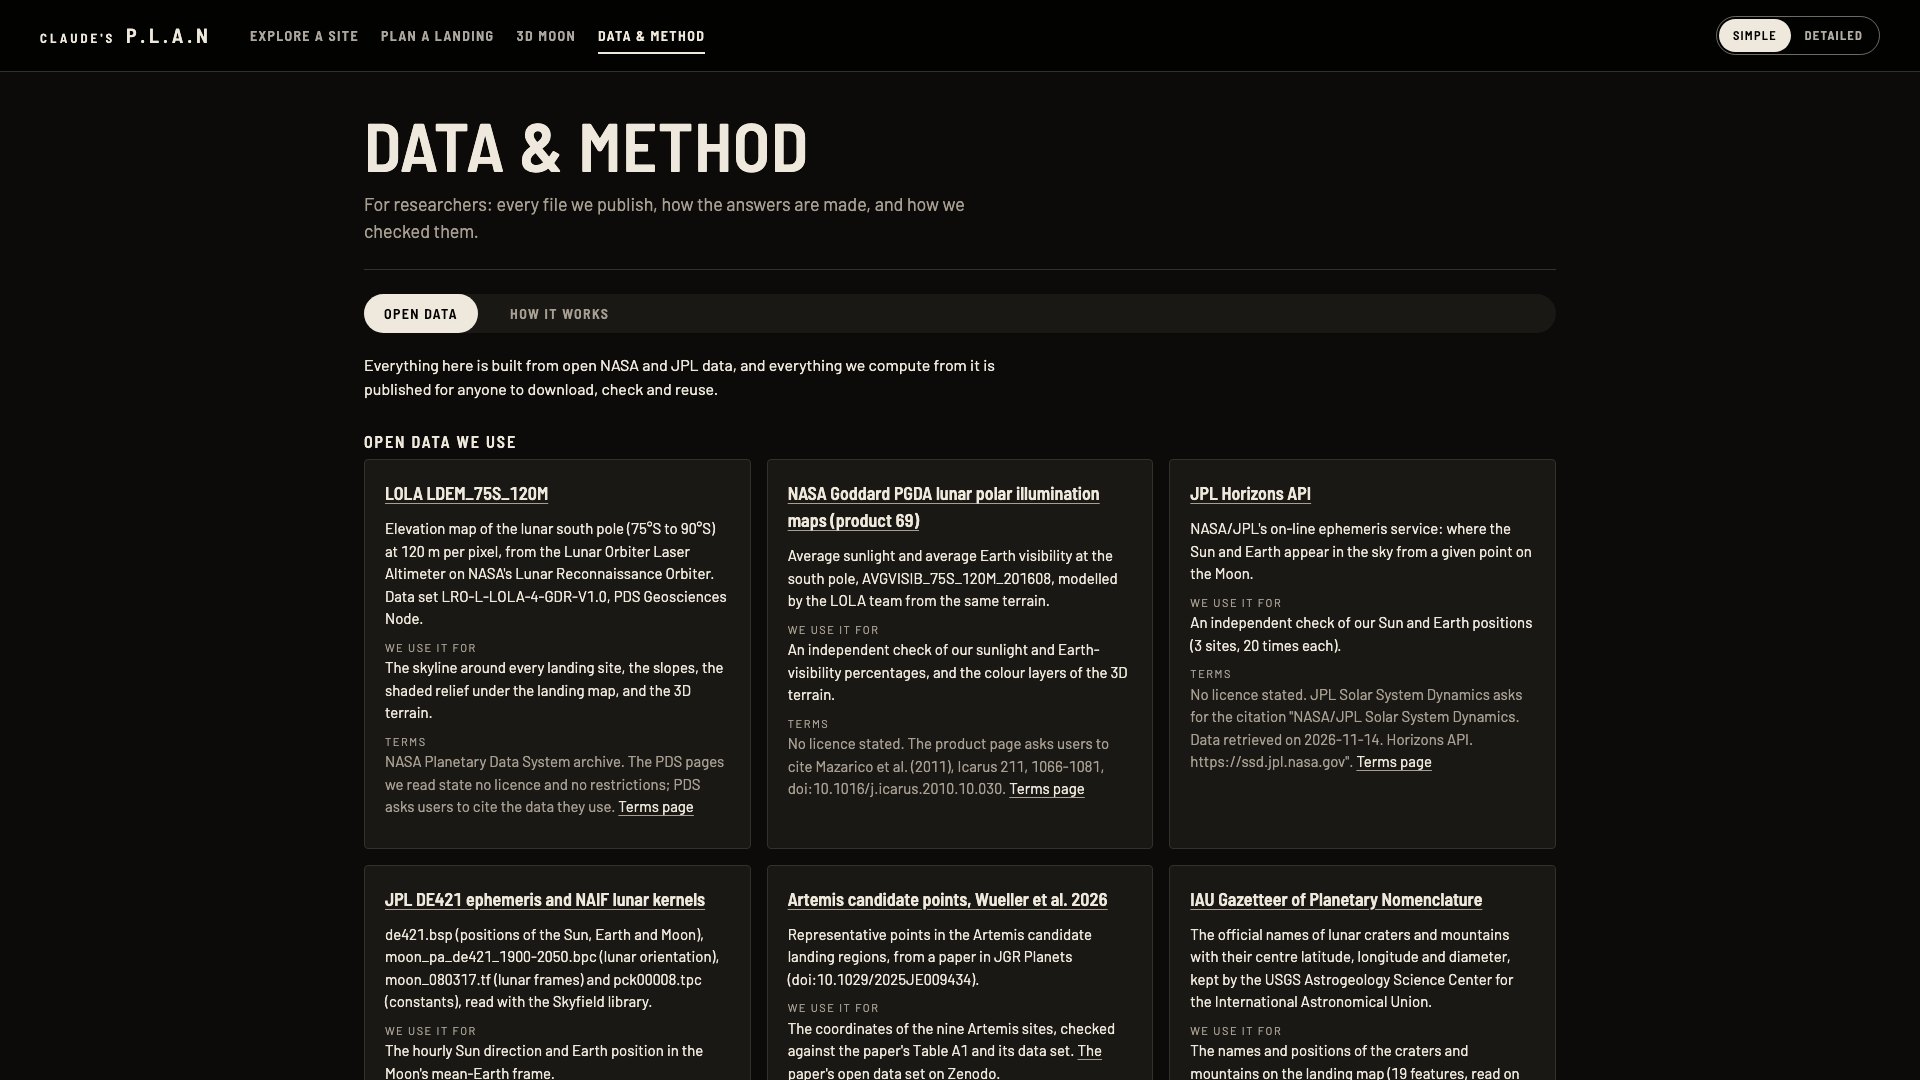 CLAUDE'S P.L.A.N
EXPLORE A SITE
PLAN A LANDING
3D MOON
DATA & METHOD
SIMPLE
DETAILED
DATA & METHOD
For researchers: every file we publish, how the answers are made, and how we
checked them.
OPEN DATA
HOW IT WORKS
Everything here is built from open NASA and JPL data, and everything we compute from it is
published for anyone to download, check and reuse.
OPEN DATA WE USE
LOLA LDEM_75S_120M
Elevation map of the lunar south pole (75°S to 90°S)
at 120 m per pixel, from the Lunar Orbiter Laser
Altimeter on NASA's Lunar Reconnaissance Orbiter.
Data set LRO-L-LOLA-4-GDR-V1.0, PDS Geosciences
Node.
WE USE IT FOR
The skyline around every landing site, the slopes, the
shaded relief under the landing map, and the 3D
terrain.
TERMS
NASA Planetary Data System archive. The PDS pages
we read state no licence and no restrictions; PDS
asks users to cite the data they use. Terms page
NASA Goddard PGDA lunar polar illumination
maps (product 69)
Average sunlight and average Earth visibility at the
south pole, AVGVISIB_75S_120M_201608, modelled
by the LOLA team from the same terrain.
WE USE IT FOR
An independent check of our sunlight and Earth-
visibility percentages, and the colour layers of the 3D
terrain.
TERMS
No licence stated. The product page asks users to
cite Mazarico et al. (2011), Icarus 211, 1066-1081,
doi:10.1016/j.icarus.2010.10.030. Terms page
JPL Horizons API
NASA/JPL's on-line ephemeris service: where the
Sun and Earth appear in the sky from a given point on
the Moon.
WE USE IT FOR
An independent check of our Sun and Earth positions
(3 sites, 20 times each).
TERMS
No licence stated. JPL Solar System Dynamics asks
for the citation "NASA/JPL Solar System Dynamics.
Data retrieved on 2026-11-14. Horizons API.
https://ssd.jpl.nasa.gov". Terms page
JPL DE421 ephemeris and NAIF lunar kernels
de421.bsp (positions of the Sun, Earth and Moon),
moon_pa_de421_1900-2050.bpc (lunar orientation),
moon_080317.tf (lunar frames) and pck00008.tpc
(constants), read with the Skyfield library.
WE USE IT FOR
The hourly Sun direction and Earth position in the
Moon's mean-Earth frame.
Artemis candidate points, Wueller et al. 2026
Representative points in the Artemis candidate
landing regions, from a paper in JGR Planets
(doi:10.1029/2025JE009434).
WE USE IT FOR
The coordinates of the nine Artemis sites, checked
against the paper's Table A1 and its data set. The
paper's open data set on Zenodo.
IAU Gazetteer of Planetary Nomenclature
The official names of lunar craters and mountains
with their centre latitude, longitude and diameter,
kept by the USGS Astrogeology Science Center for
the International Astronomical Union.
WE USE IT FOR
The names and positions of the craters and
mountains on the landing map (19 features, read on